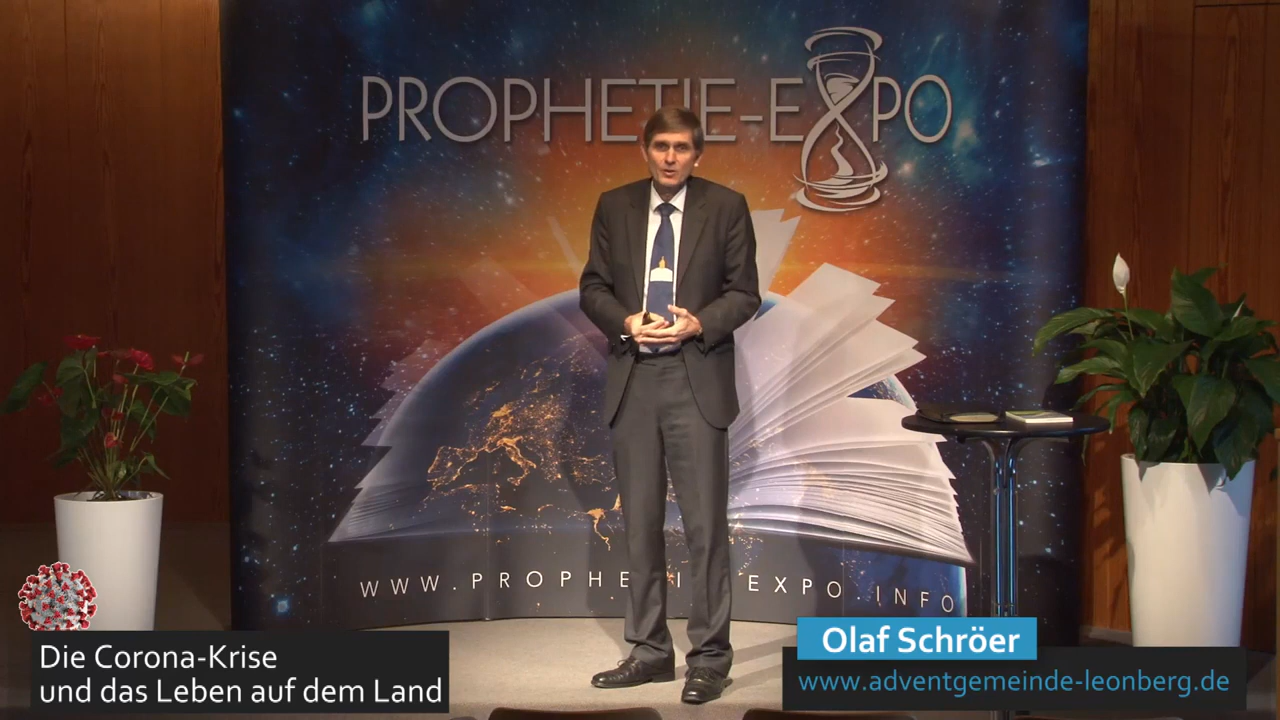 PROPHETIE-EXPO
WWW.PROPHETIE-EXPO.INFO
Die Corona-Krise
und das Leben auf dem Land
Olaf Schröer
www.adventgemeinde-leonberg.de